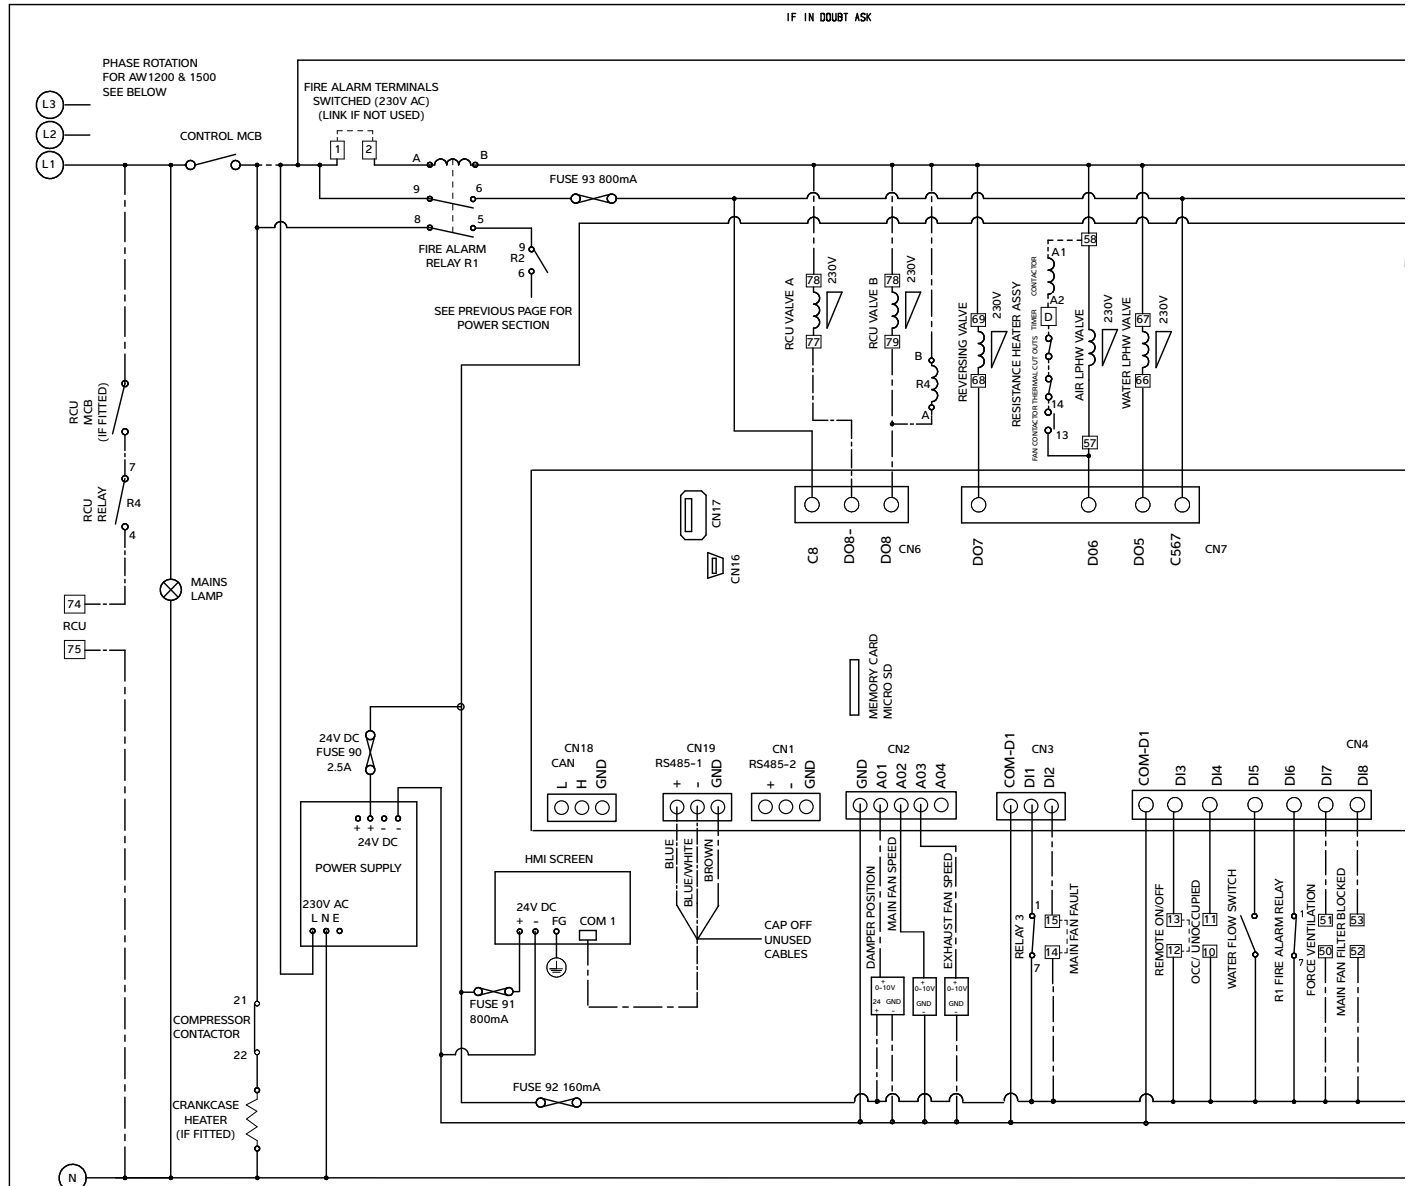 IF IN DOUBT ASK
PHASE ROTATION
FOR AW1200 & 1500
SEE BELOW
L3
L2
L1
CONTROL MCB
FIRE ALARM TERMINALS
SWITCHED (230V AC)
(LINK IF NOT USED)
1
2
A
B
9
6
8
5
FUSE 93 800mA
FIRE ALARM
RELAY R1
9
R2
6
SEE PREVIOUS PAGE FOR
POWER SECTION
RCU VALVE A
78
230V
77
RCU VALVE B
78
230V
79
B
R4
A
REVERSING VALVE
69
230V
68
RESISTANCE HEATER ASSY
FAN CONTACTOR THERMAL CUT OUTS TIMER CONTACTOR
A1
A2
D
14
13
58
AIR LPHW VALVE
230V
57
WATER LPHW VALVE
67
230V
66
RCU
MCB
(IF FITTED)
7
RCU
RELAY
R4
4
74
RCU
75
MAINS
LAMP
CN17
CN16
C8
DO8-
DO8
CN6
DO7
D06
DO5
C567
CN7
MEMORY CARD
MICRO SD
24V DC
FUSE 90
2.5A
+ + - -
24V DC
POWER SUPPLY
230V AC
L N E
CN18
CAN
L
H
GND
CN19
RS485-1
+
-
GND
CN1
RS485-2
+
-
GND
CN2
GND
A01
A02
A03
A04
CN3
COM-D1
DI1
DI2
CN4
COM-D1
DI3
DI4
DI5
DI6
DI7
DI8
BLUE
BLUE/WHITE
BROWN
HMI SCREEN
24V DC
+ - FG COM 1
CAP OFF
UNUSED
CABLES
FUSE 91
800mA
DAMPER POSITION
MAIN FAN SPEED
EXHAUST FAN SPEED
+
0-10V
24 GND
+ -
+
0-10V
GND
-
+
0-10V
GND
-
RELAY 3
1
7
15
14
MAIN FAN FAULT
REMOTE ON/OFF
13
12
OCC/ UNOCCUPIED
11
10
WATER FLOW SWITCH
R1 FIRE ALARM RELAY
1
7
FORCE VENTILATION
51
50
MAIN FAN FILTER BLOCKED
53
52
21
COMPRESSOR
CONTACTOR
22
FUSE 92 160mA
CRANKCASE
HEATER
(IF FITTED)
N